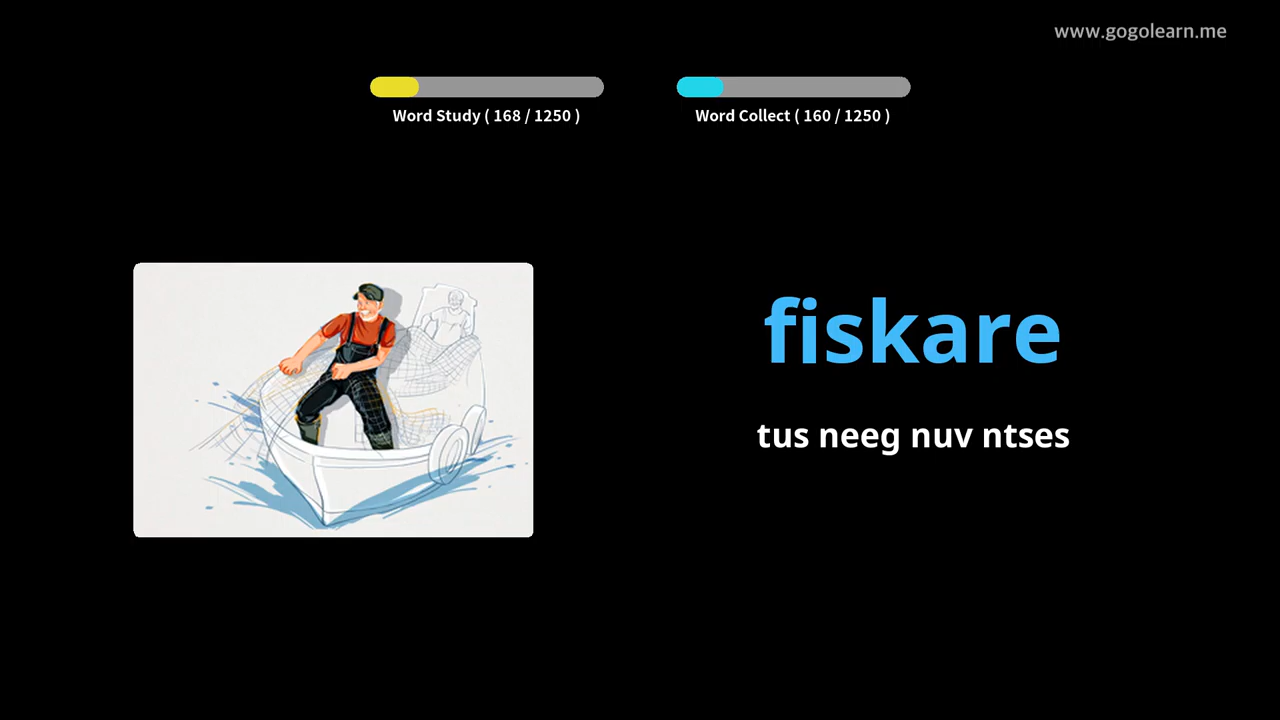 www.gogolearn.me
Word Study ( 168 / 1250 )
Word Collect ( 160 / 1250 )
fiskare
tus neeg nuv ntses